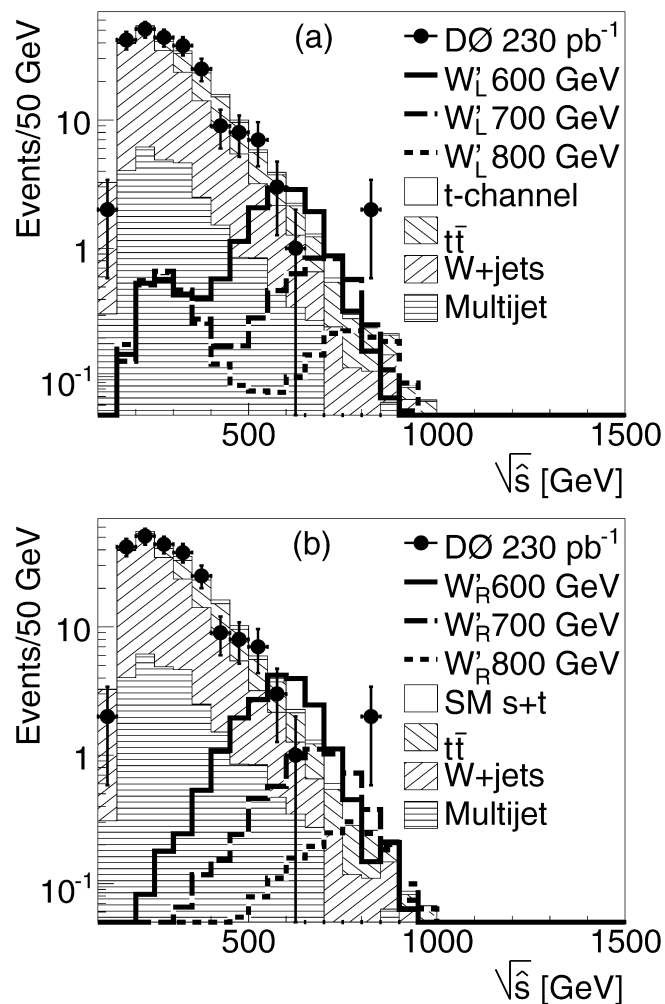 (a)
Events/50 GeV
10
1
10⁻¹
DØ 230 pb⁻¹
W′L 600 GeV
W′L 700 GeV
W′L 800 GeV
t-channel
tt̄
W+jets
Multijet
500 1000 1500
√ŝ [GeV]
(b)
Events/50 GeV
10
1
10⁻¹
DØ 230 pb⁻¹
W′R 600 GeV
W′R 700 GeV
W′R 800 GeV
SM s+t
tt̄
W+jets
Multijet
500 1000 1500
√ŝ [GeV]